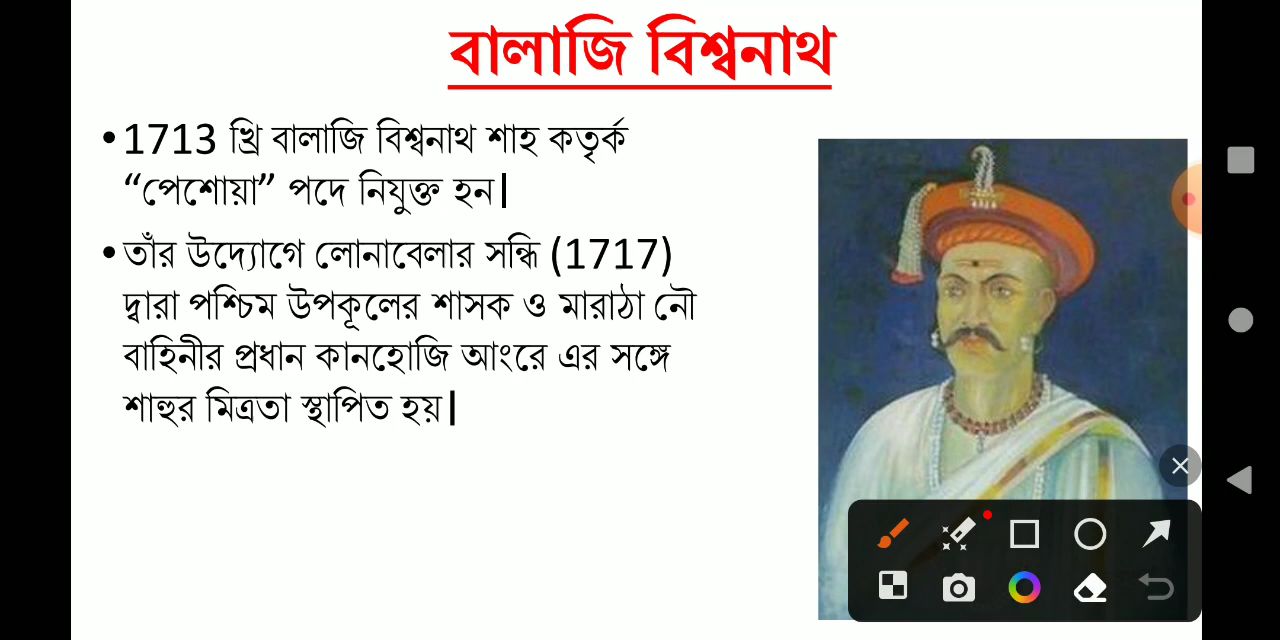 বালাজি বিশ্বনাথ
•1713 খ্রি বালাজি বিশ্বনাথ শাহ কতৃর্ক
“পেশোয়া” পদে নিযুক্ত হন|
•তাঁর উদ্যোগে লোনাবেলার সন্ধি (1717)
দ্বারা পশ্চিম উপকূলের শাসক ও মারাঠা নৌ
বাহিনীর প্রধান কানহোজি আংরে এর সঙ্গে
শাহুর মিত্রতা স্থাপিত হয়|